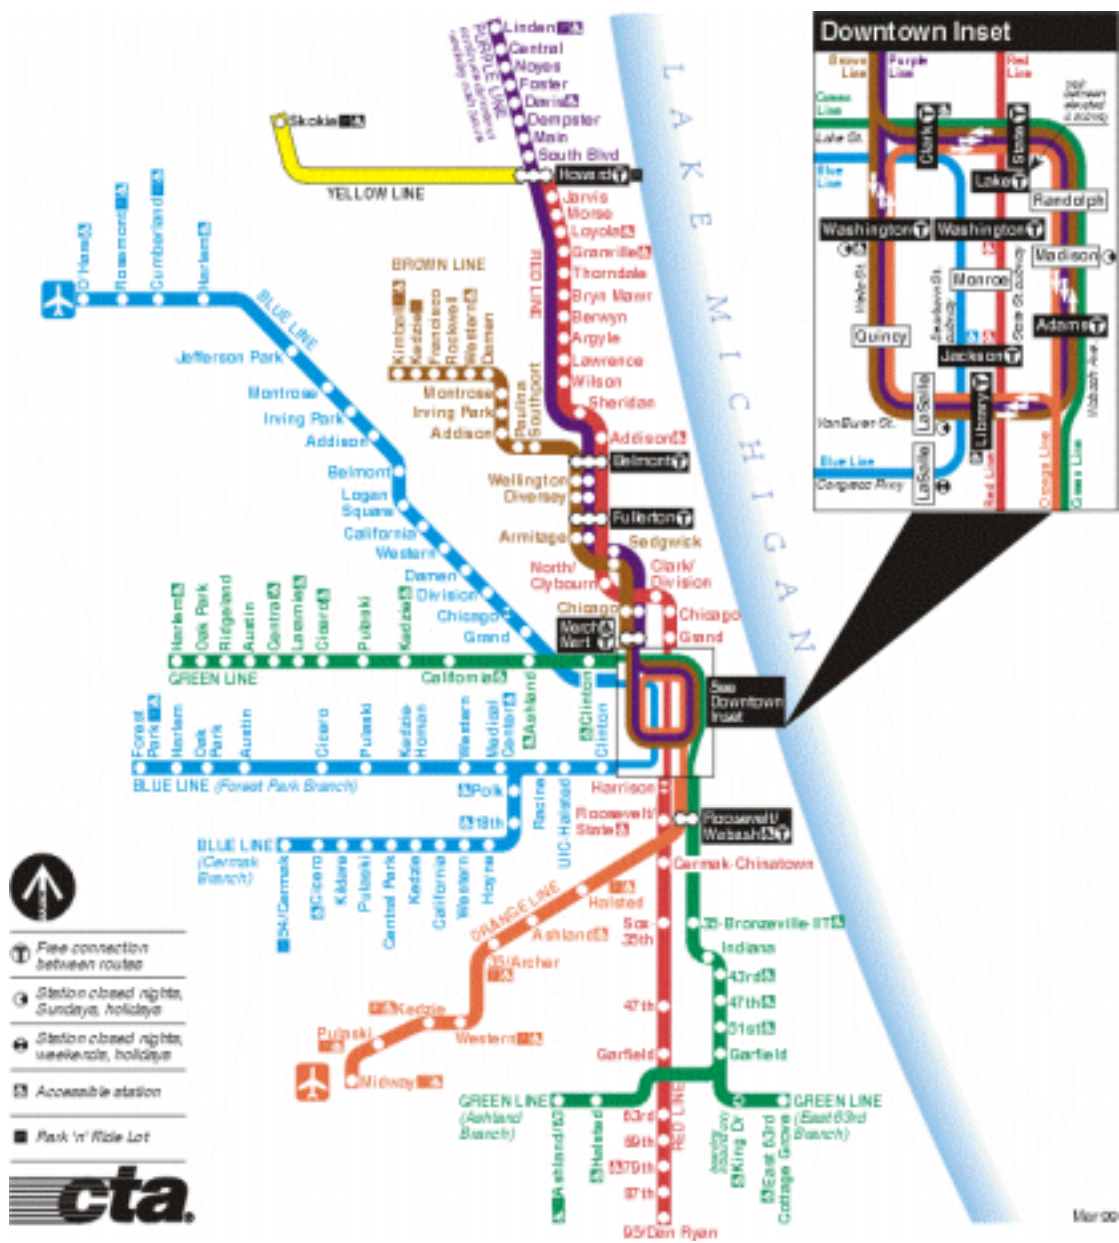 Downtown Inset
Brown
Line
Purple
Line
Red
Line
Green
Line
Lake St.
Blue
Line
Clark
State
Lake
Randolph
Washington
Washington
Madison
Monroe
Wells St.
Dearborn St.
subway
State St. subway
Quincy
Adams
Jackson
Wabash Ave.
LaSalle
Library
Van Buren St.
Blue Line
Congress Pkwy
LaSalle
Red Line
Orange Line
Green Line
LAKE MICHIGAN
PURPLE LINE
Linden
Central
Noyes
Foster
Davis
Dempster
Main
South Blvd
Howard
Skokie
YELLOW LINE
RED LINE
Jarvis
Morse
Loyola
Granville
Thorndale
Bryn Mawr
Berwyn
Argyle
Lawrence
Wilson
Sheridan
Addison
Belmont
Fullerton
North/
Clybourn
Clark/
Division
Chicago
Grand
BROWN LINE
Kimball
Kedzie
Francisco
Rockwell
Western
Damen
Montrose
Irving Park
Addison
Paulina
Southport
Wellington
Diversey
Armitage
Sedgwick
Chicago
Merch
Mart
O'Hare
Rosemont
Cumberland
Harlem
BLUE LINE
Jefferson Park
Montrose
Irving Park
Addison
Belmont
Logan
Square
California
Western
Damen
Division
Chicago
Grand
Harlem
Oak Park
Ridgeland
Austin
Central
Laramie
Cicero
Pulaski
Kedzie
GREEN LINE
California
Ashland
Clinton
See
Downtown
Inset
Forest
Park
Harlem
Oak
Park
Austin
Cicero
Pulaski
Kedzie
Homan
Western
Medical
Center
Clinton
BLUE LINE (Forest Park Branch)
Polk
18th
Racine
UIC-Halsted
BLUE LINE
(Cermak
Branch)
54/Cermak
Cicero
Kildare
Pulaski
Central Park
Kedzie
California
Western
Hoyne
Harrison
Roosevelt/
State
Roosevelt/
Wabash
Cermak-Chinatown
ORANGE LINE
Halsted
Ashland
35/Archer
Kedzie
Western
Pulaski
Midway
Sox-
35th
47th
Garfield
63rd
69th
79th
87th
95/Dan Ryan
RED LINE
35-Bronzeville-IIT
Indiana
43rd
47th
51st
Garfield
GREEN LINE
(Ashland
Branch)
Ashland/63
Halsted
GREEN LINE
(East 63rd
Branch)
King Dr
East 63rd
Cottage Grove
Free connection
between routes
Station closed nights,
Sundays, holidays
Station closed nights,
weekends, holidays
Accessible station
Park 'n' Ride Lot
cta
Mar 99